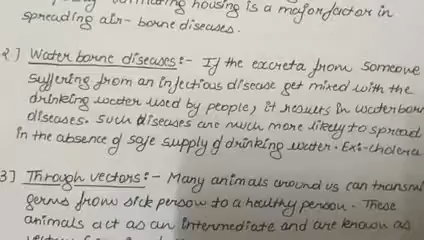 housing is a major factor in
spreading air-borne diseases.
2] Water borne diseases:- If the excreta from someone
suffering from an infectious disease get mixed with the
drinking water used by people, it results in water born
diseases. Such diseases are much more likely to spread
in the absence of safe supply of drinking water. Ex:- cholera
3] Through vectors:- Many animals around us can transmi
germs from sick person to a healthy person. These
animals act as an intermediate and are known as